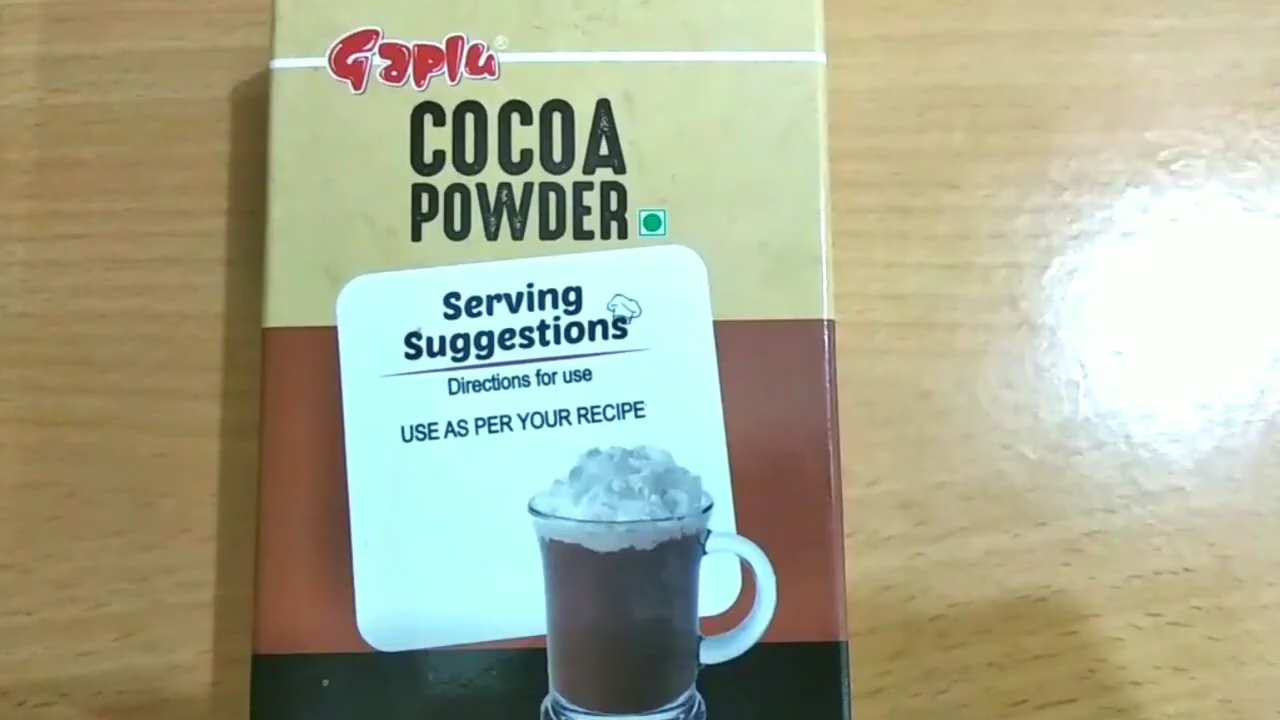 Gaplu®
COCOA
POWDER
Serving
Suggestions
Directions for use
USE AS PER YOUR RECIPE